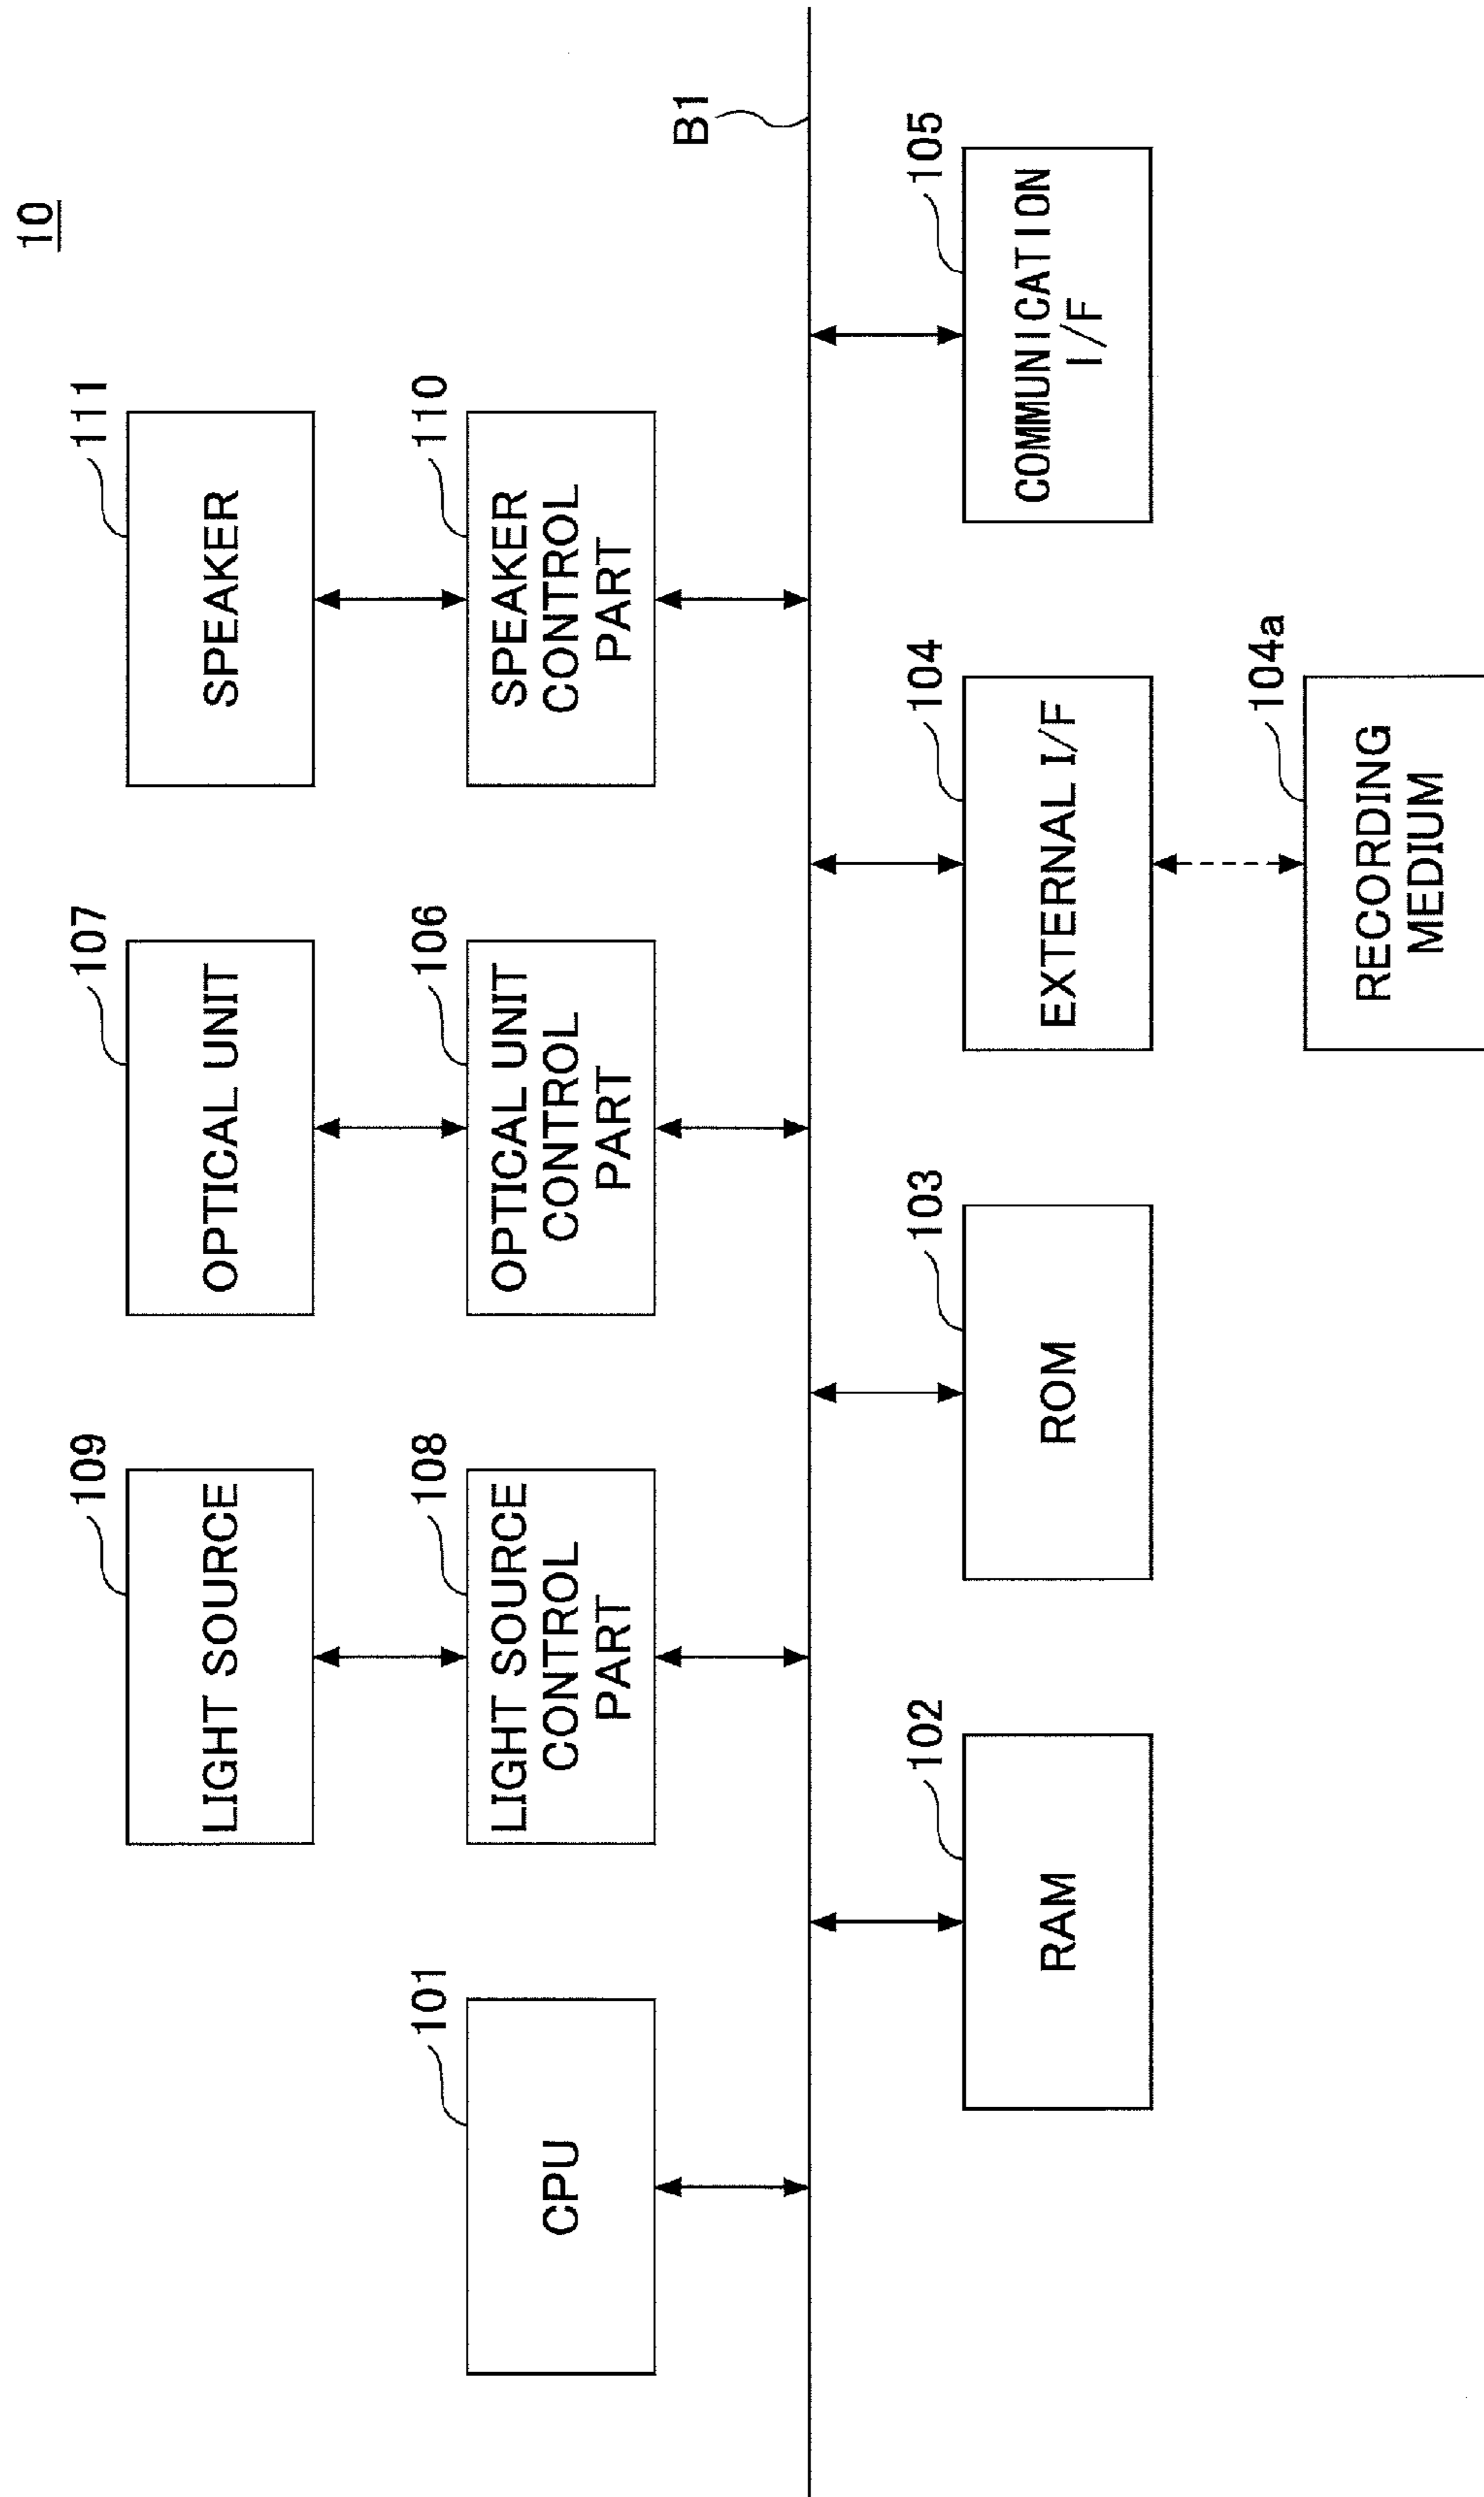 10
109
LIGHT SOURCE
107
OPTICAL UNIT
111
SPEAKER
101
CPU
108
LIGHT SOURCE
CONTROL
PART
106
OPTICAL UNIT
CONTROL
PART
110
SPEAKER
CONTROL
PART
B1
102
RAM
103
ROM
104
EXTERNAL I/F
105
COMMUNICATION
I/F
104a
RECORDING
MEDIUM